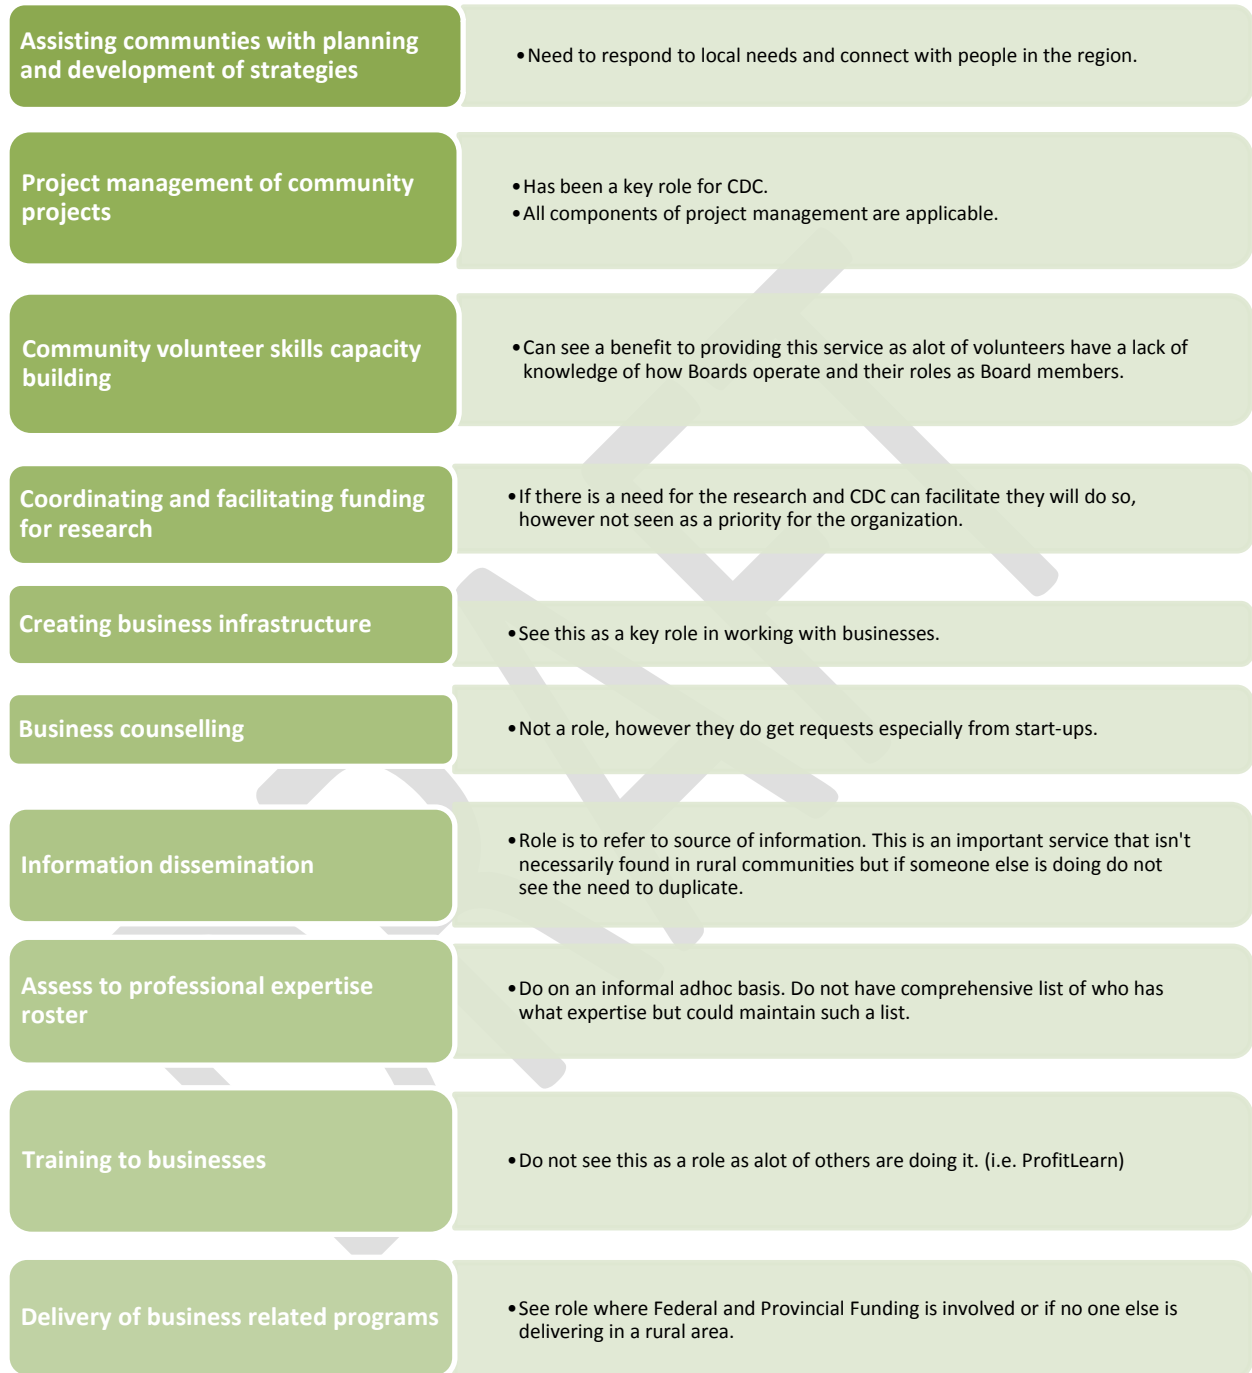 Assisting communties with planning
and development of strategies
•Need to respond to local needs and connect with people in the region.
Project management of community
projects
•Has been a key role for CDC.
•All components of project management are applicable.
Community volunteer skills capacity
building
•Can see a benefit to providing this service as alot of volunteers have a lack of
knowledge of how Boards operate and their roles as Board members.
Coordinating and facilitating funding
for research
•If there is a need for the research and CDC can facilitate they will do so,
however not seen as a priority for the organization.
Creating business infrastructure
•See this as a key role in working with businesses.
Business counselling
•Not a role, however they do get requests especially from start-ups.
Information dissemination
•Role is to refer to source of information. This is an important service that isn't
necessarily found in rural communities but if someone else is doing do not
see the need to duplicate.
Assess to professional expertise
roster
•Do on an informal adhoc basis. Do not have comprehensive list of who has
what expertise but could maintain such a list.
Training to businesses
•Do not see this as a role as alot of others are doing it. (i.e. ProfitLearn)
Delivery of business related programs
•See role where Federal and Provincial Funding is involved or if no one else is
delivering in a rural area.
DRAFT